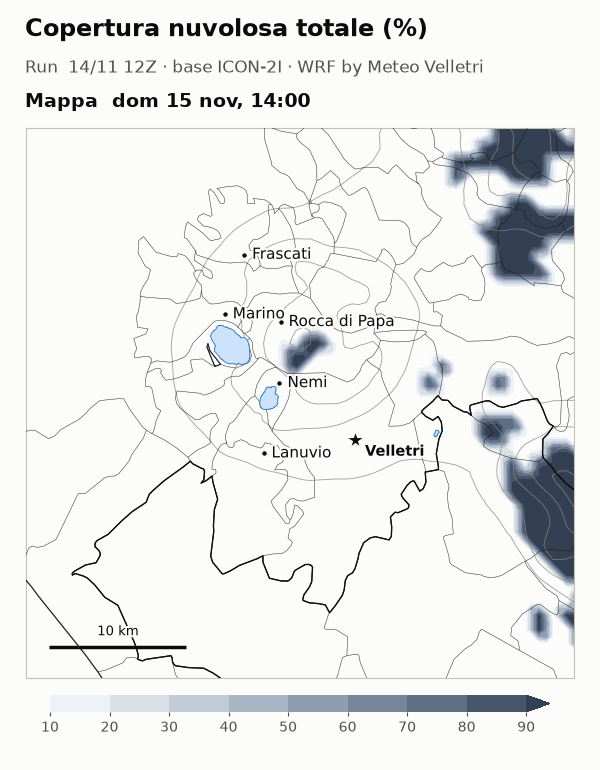 Copertura nuvolosa totale (%)
Run 14/11 12Z · base ICON-2I · WRF by Meteo Velletri
Mappa dom 15 nov, 14:00
Frascati
Marino
Rocca di Papa
Nemi
Velletri
Lanuvio
10 km
10 20 30 40 50 60 70 80 90